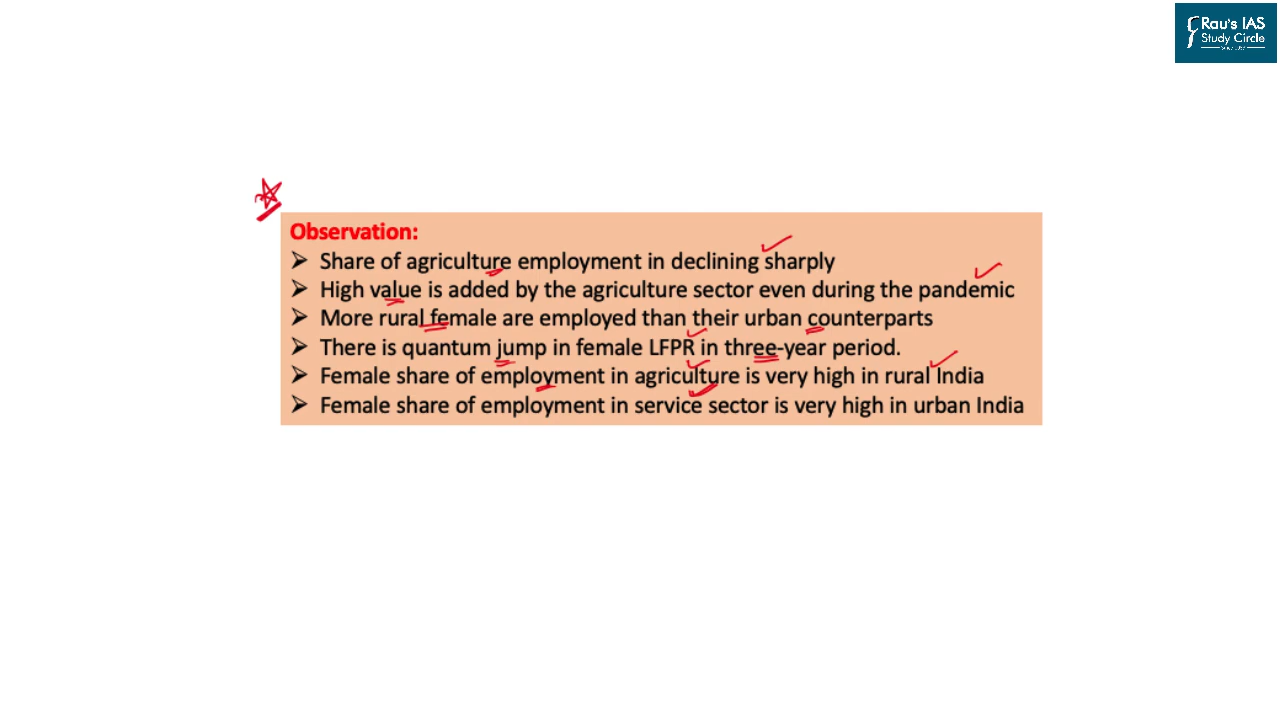 Rau's IAS
Study Circle
Observation:
➢ Share of agriculture employment in declining sharply
➢ High value is added by the agriculture sector even during the pandemic
➢ More rural female are employed than their urban counterparts
➢ There is quantum jump in female LFPR in three-year period.
➢ Female share of employment in agriculture is very high in rural India
➢ Female share of employment in service sector is very high in urban India